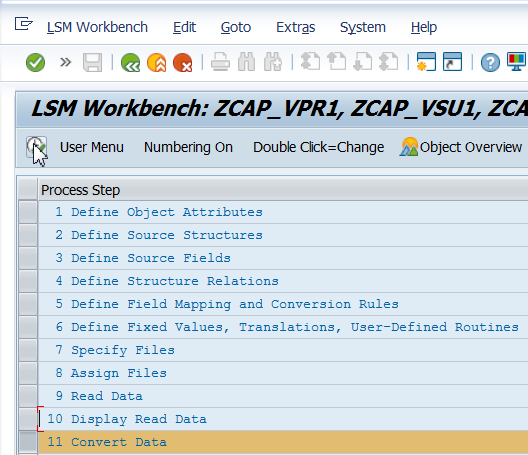 LSM Workbench Edit Goto Extras System Help
LSM Workbench: ZCAP_VPR1, ZCAP_VSU1, ZCA
User Menu Numbering On Double Click=Change Object Overview
Process Step
1 Define Object Attributes
2 Define Source Structures
3 Define Source Fields
4 Define Structure Relations
5 Define Field Mapping and Conversion Rules
6 Define Fixed Values, Translations, User-Defined Routines
7 Specify Files
8 Assign Files
9 Read Data
10 Display Read Data
11 Convert Data